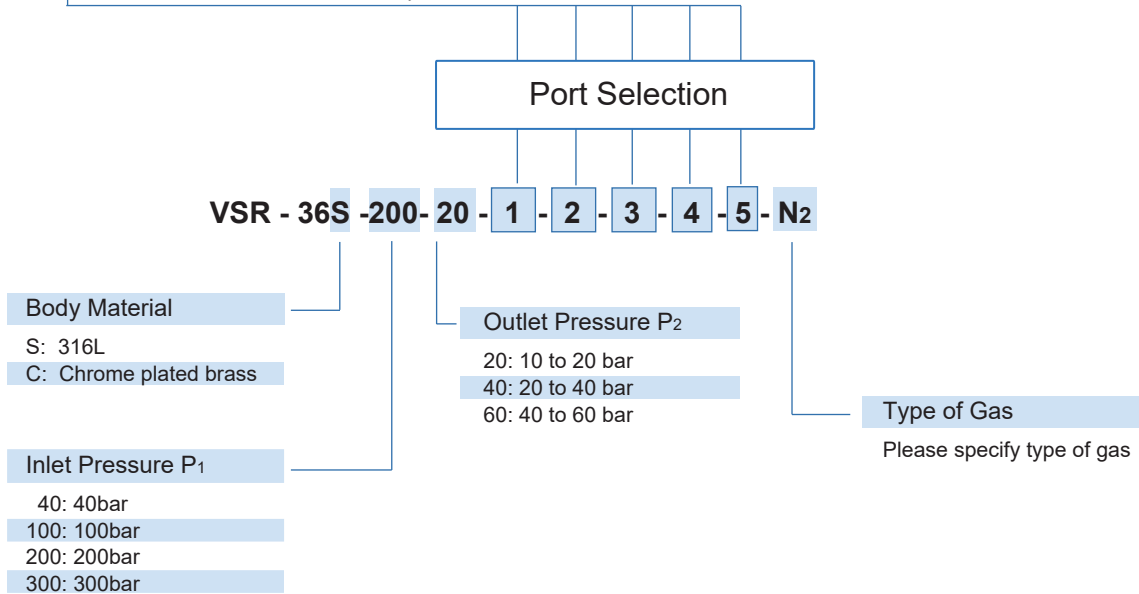 Port Selection
VSR - 36S -200- 20 - 1 - 2 - 3 - 4 - 5 - N2
Body Material
S: 316L
C: Chrome plated brass
Outlet Pressure P2
20: 10 to 20 bar
40: 20 to 40 bar
60: 40 to 60 bar
Type of Gas
Please specify type of gas
Inlet Pressure P1
40: 40bar
100: 100bar
200: 200bar
300: 300bar